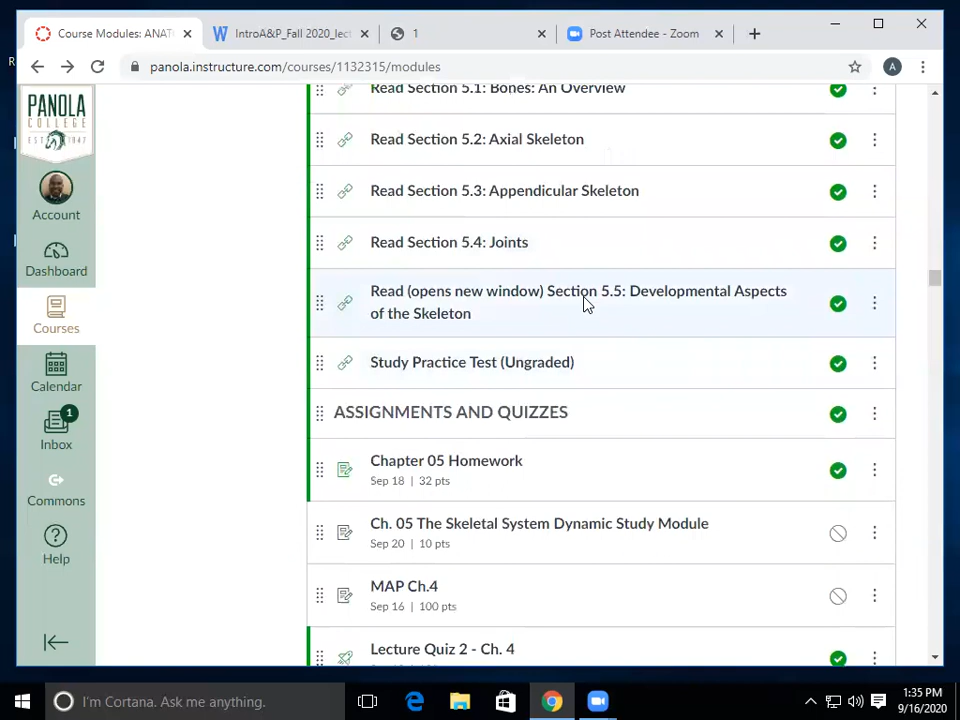 Course Modules: ANAT
IntroA&P_Fall 2020_lect
1
Post Attendee - Zoom
panola.instructure.com/courses/1132315/modules
A
PANOLA
COLLEGE
EST 1947
Account
Dashboard
Courses
Calendar
1
Inbox
Commons
Help
Read Section 5.1: Bones: An Overview
Read Section 5.2: Axial Skeleton
Read Section 5.3: Appendicular Skeleton
Read Section 5.4: Joints
Read (opens new window) Section 5.5: Developmental Aspects
of the Skeleton
Study Practice Test (Ungraded)
ASSIGNMENTS AND QUIZZES
Chapter 05 Homework
Sep 18 | 32 pts
Ch. 05 The Skeletal System Dynamic Study Module
Sep 20 | 10 pts
MAP Ch.4
Sep 16 | 100 pts
Lecture Quiz 2 - Ch. 4
I'm Cortana. Ask me anything.
1:35 PM
9/16/2020